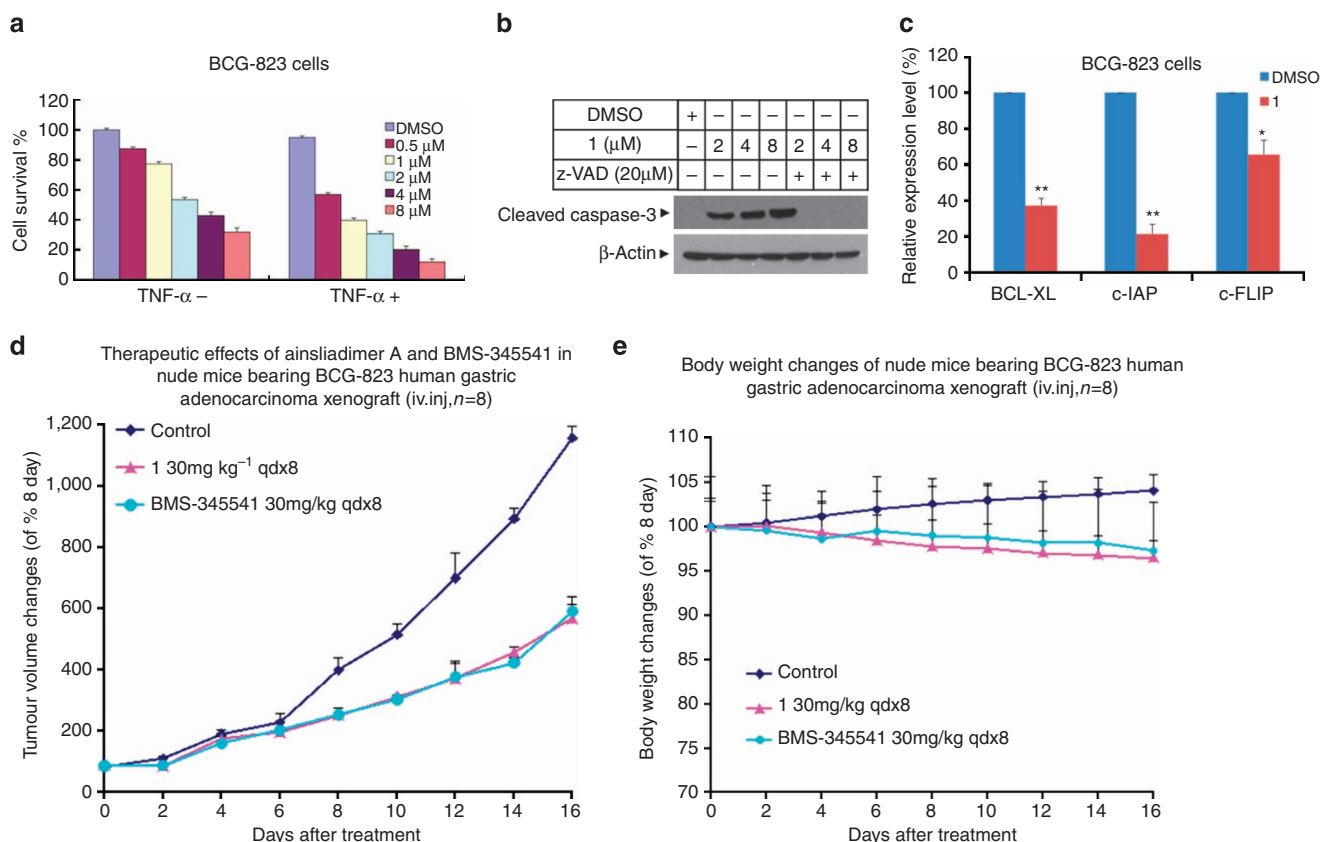 a
BCG-823 cells
Cell survival %
120
100
80
60
40
20
0
DMSO
0.5 μM
1 μM
2 μM
4 μM
8 μM
TNF-α –
TNF-α +
b
DMSO + – – – – – –
1 (μM) – 2 4 8 2 4 8
z-VAD (20μM) – – – – + + +
Cleaved caspase-3
β-Actin
c
BCG-823 cells
Relative expression level (%)
120
100
80
60
40
20
0
DMSO
1
**
**
*
BCL-XL
c-IAP
c-FLIP
d
Therapeutic effects of ainsliadimer A and BMS-345541 in
nude mice bearing BCG-823 human gastric
adenocarcinoma xenograft (iv.inj,n=8)
Tumour volume changes (of % 8 day)
1,200
1,000
800
600
400
200
0
Control
1 30mg kg⁻¹ qdx8
BMS-345541 30mg/kg qdx8
0 2 4 6 8 10 12 14 16
Days after treatment
e
Body weight changes of nude mice bearing BCG-823 human
gastric adenocarcinoma xenograft (iv.inj,n=8)
Body weight changes (of % 8 day)
110
105
100
95
90
85
80
75
70
Control
1 30mg/kg qdx8
BMS-345541 30mg/kg qdx8
0 2 4 6 8 10 12 14 16
Days after treatment